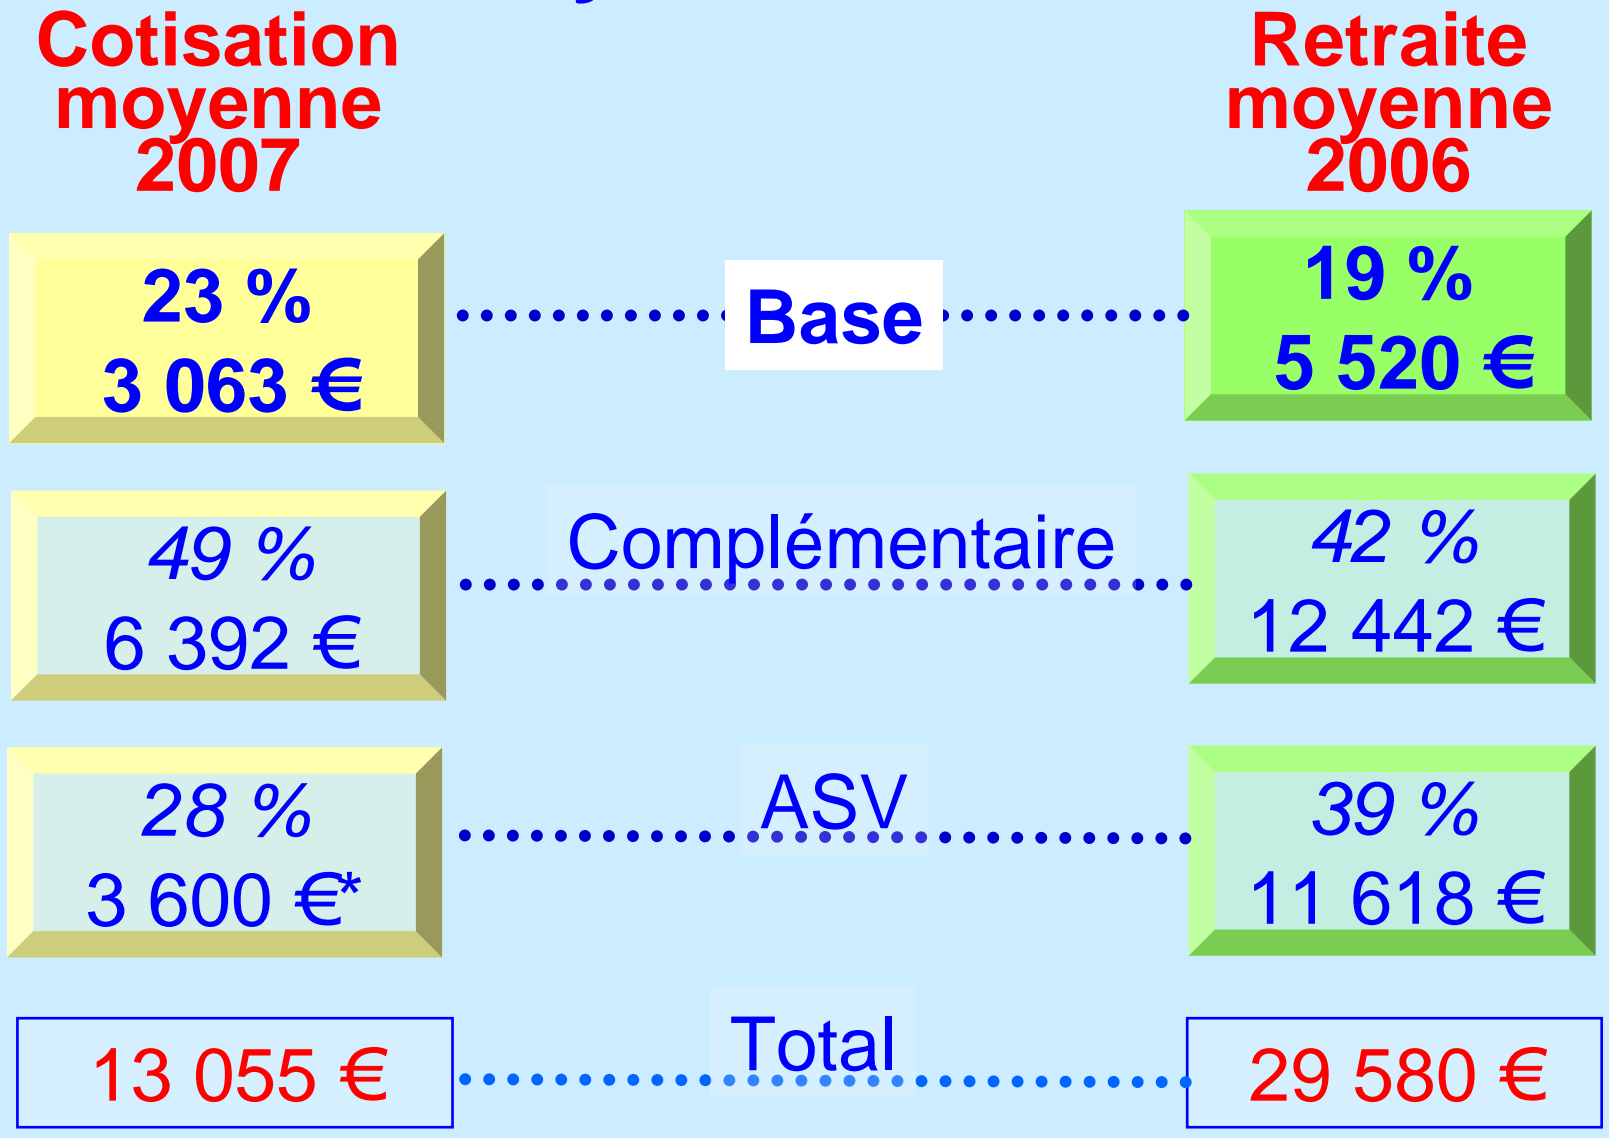 Cotisation
moyenne
2007
Retraite
moyenne
2006
23 %
3 063 €
Base
19 %
5 520 €
49 %
6 392 €
Complémentaire
42 %
12 442 €
28 %
3 600 €*
ASV
39 %
11 618 €
13 055 €
Total
29 580 €